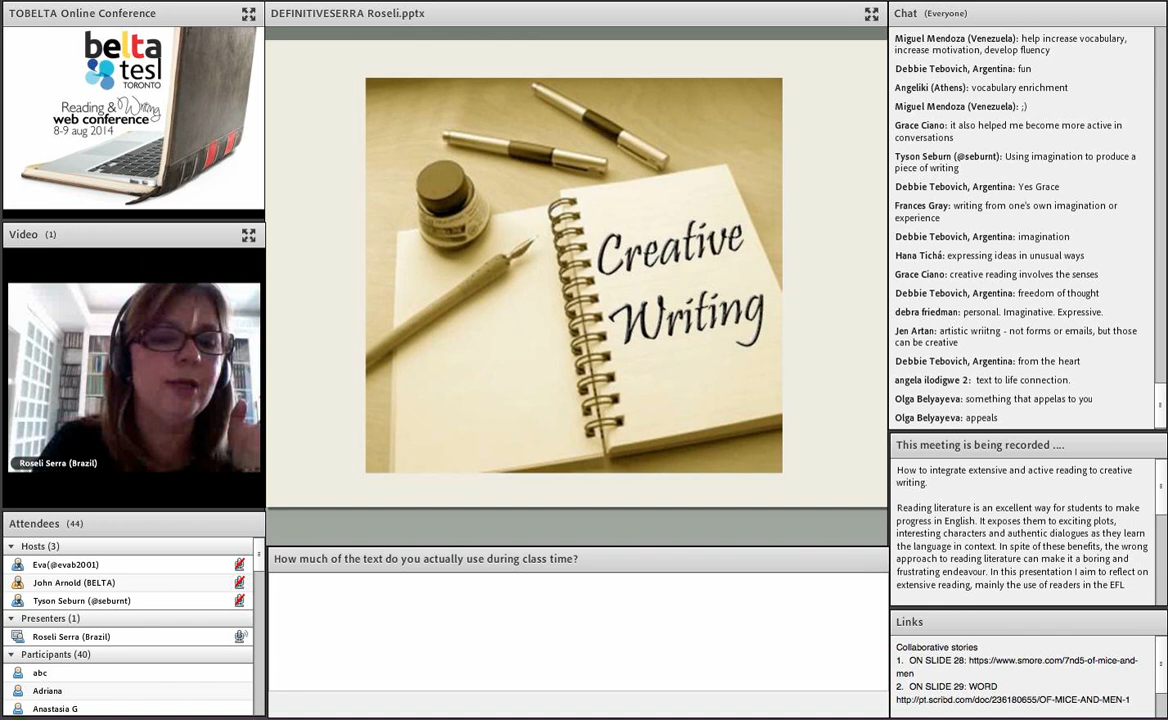 TOBELTA Online Conference
belta
tesl
TORONTO
Reading & Writing
web conference
8-9 aug 2014
Video (1)
Roseli Serra (Brazil)
Attendees (44)
Hosts (3)
Eva(@evab2001)
John Arnold (BELTA)
Tyson Seburn (@seburnt)
Presenters (1)
Roseli Serra (Brazil)
Participants (40)
abc
Adriana
Anastasia G
DEFINITIVESERRA Roseli.pptx
Creative
Writing
How much of the text do you actually use during class time?
Chat (Everyone)
Miguel Mendoza (Venezuela): help increase vocabulary,
increase motivation, develop fluency
Debbie Tebovich, Argentina: fun
Angeliki (Athens): vocabulary enrichment
Miguel Mendoza (Venezuela): ;)
Grace Ciano: it also helped me become more active in
conversations
Tyson Seburn (@seburnt): Using imagination to produce a
piece of writing
Debbie Tebovich, Argentina: Yes Grace
Frances Gray: writing from one's own imagination or
experience
Debbie Tebovich, Argentina: imagination
Hana Tichá: expressing ideas in unusual ways
Grace Ciano: creative reading involves the senses
Debbie Tebovich, Argentina: freedom of thought
debra friedman: personal. Imaginative. Expressive.
Jen Artan: artistic wriitng - not forms or emails, but those
can be creative
Debbie Tebovich, Argentina: from the heart
angela ilodigwe 2: text to life connection.
Olga Belyayeva: something that appelas to you
Olga Belyayeva: appeals
This meeting is being recorded ....
How to integrate extensive and active reading to creative
writing.
Reading literature is an excellent way for students to make
progress in English. It exposes them to exciting plots,
interesting characters and authentic dialogues as they learn
the language in context. In spite of these benefits, the wrong
approach to reading literature can make it a boring and
frustrating endeavour. In this presentation I aim to reflect on
extensive reading, mainly the use of readers in the EFL
Links
Collaborative stories
1. ON SLIDE 28: https://www.smore.com/7nd5-of-mice-and-
men
2. ON SLIDE 29: WORD
http://pt.scribd.com/doc/236180655/OF-MICE-AND-MEN-1